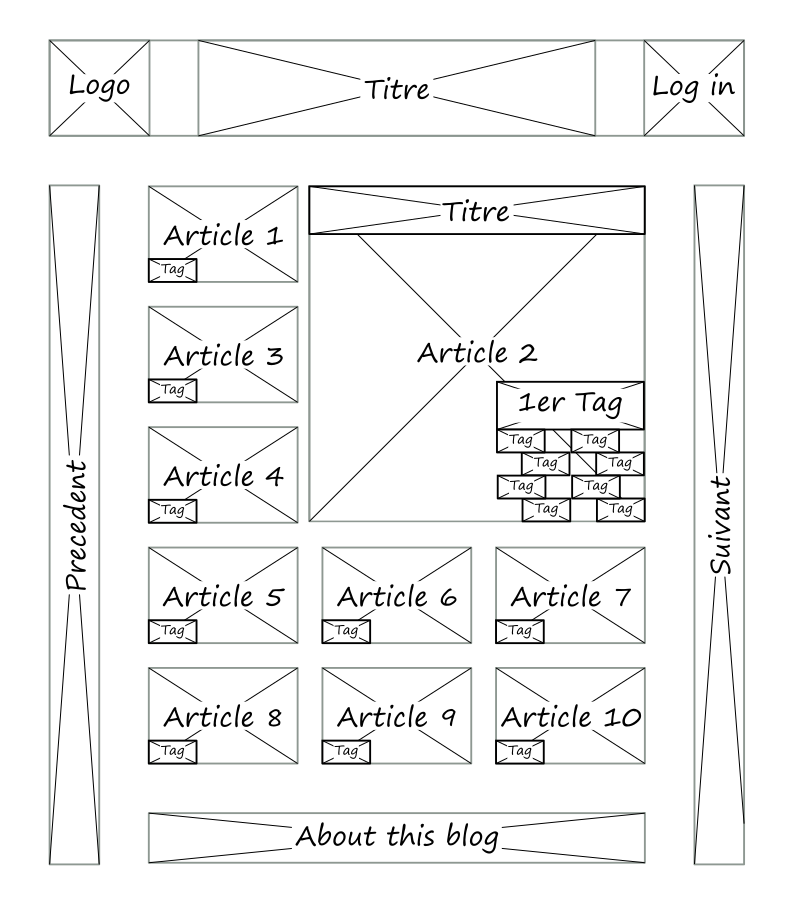 Logo
Titre
Log in
Precedent
Article 1
Tag
Titre
Article 2
1er Tag
Tag Tag
Tag Tag
Tag Tag
Tag Tag
Article 3
Tag
Article 4
Tag
Article 5
Tag
Article 6
Tag
Article 7
Tag
Article 8
Tag
Article 9
Tag
Article 10
Tag
Suivant
About this blog